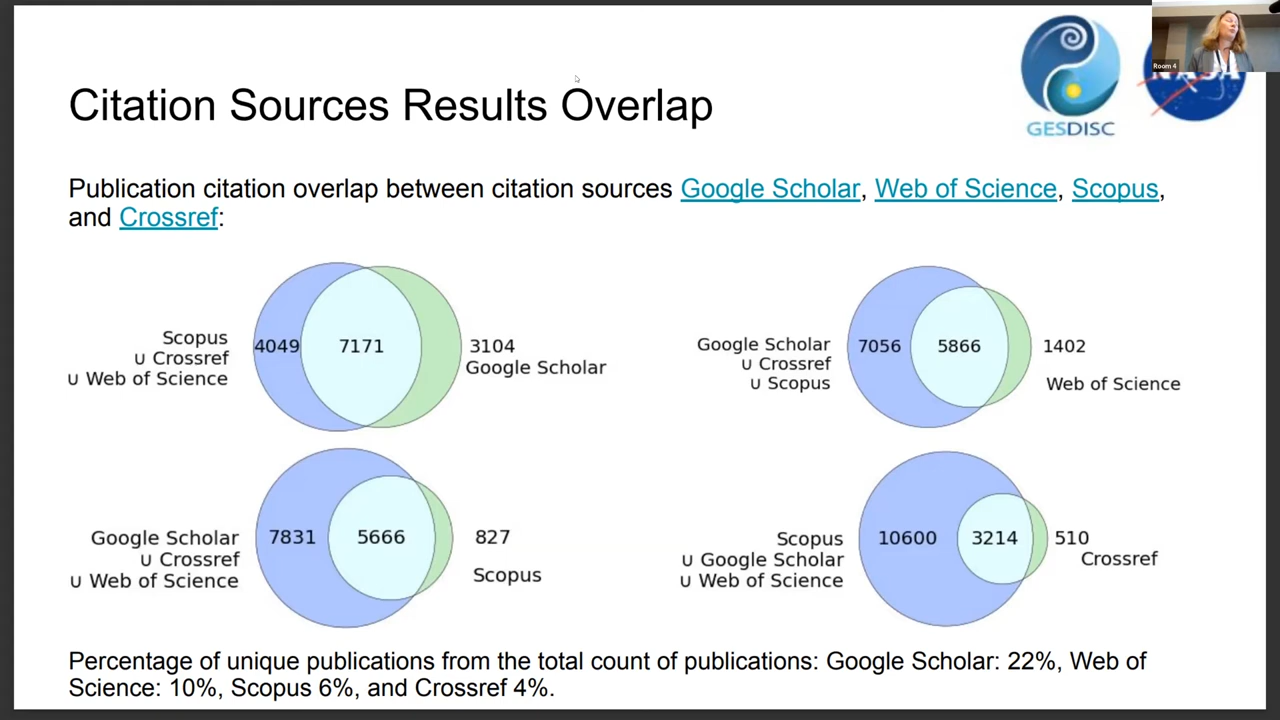 Room 4
NASA
GESDISC
Citation Sources Results Overlap
Publication citation overlap between citation sources Google Scholar, Web of Science, Scopus,
and Crossref:
Scopus
∪ Crossref
∪ Web of Science
4049
7171
3104
Google Scholar
Google Scholar
∪ Crossref
∪ Scopus
7056
5866
1402
Web of Science
Google Scholar
∪ Crossref
∪ Web of Science
7831
5666
827
Scopus
Scopus
∪ Google Scholar
∪ Web of Science
10600
3214
510
Crossref
Percentage of unique publications from the total count of publications: Google Scholar: 22%, Web of
Science: 10%, Scopus 6%, and Crossref 4%.